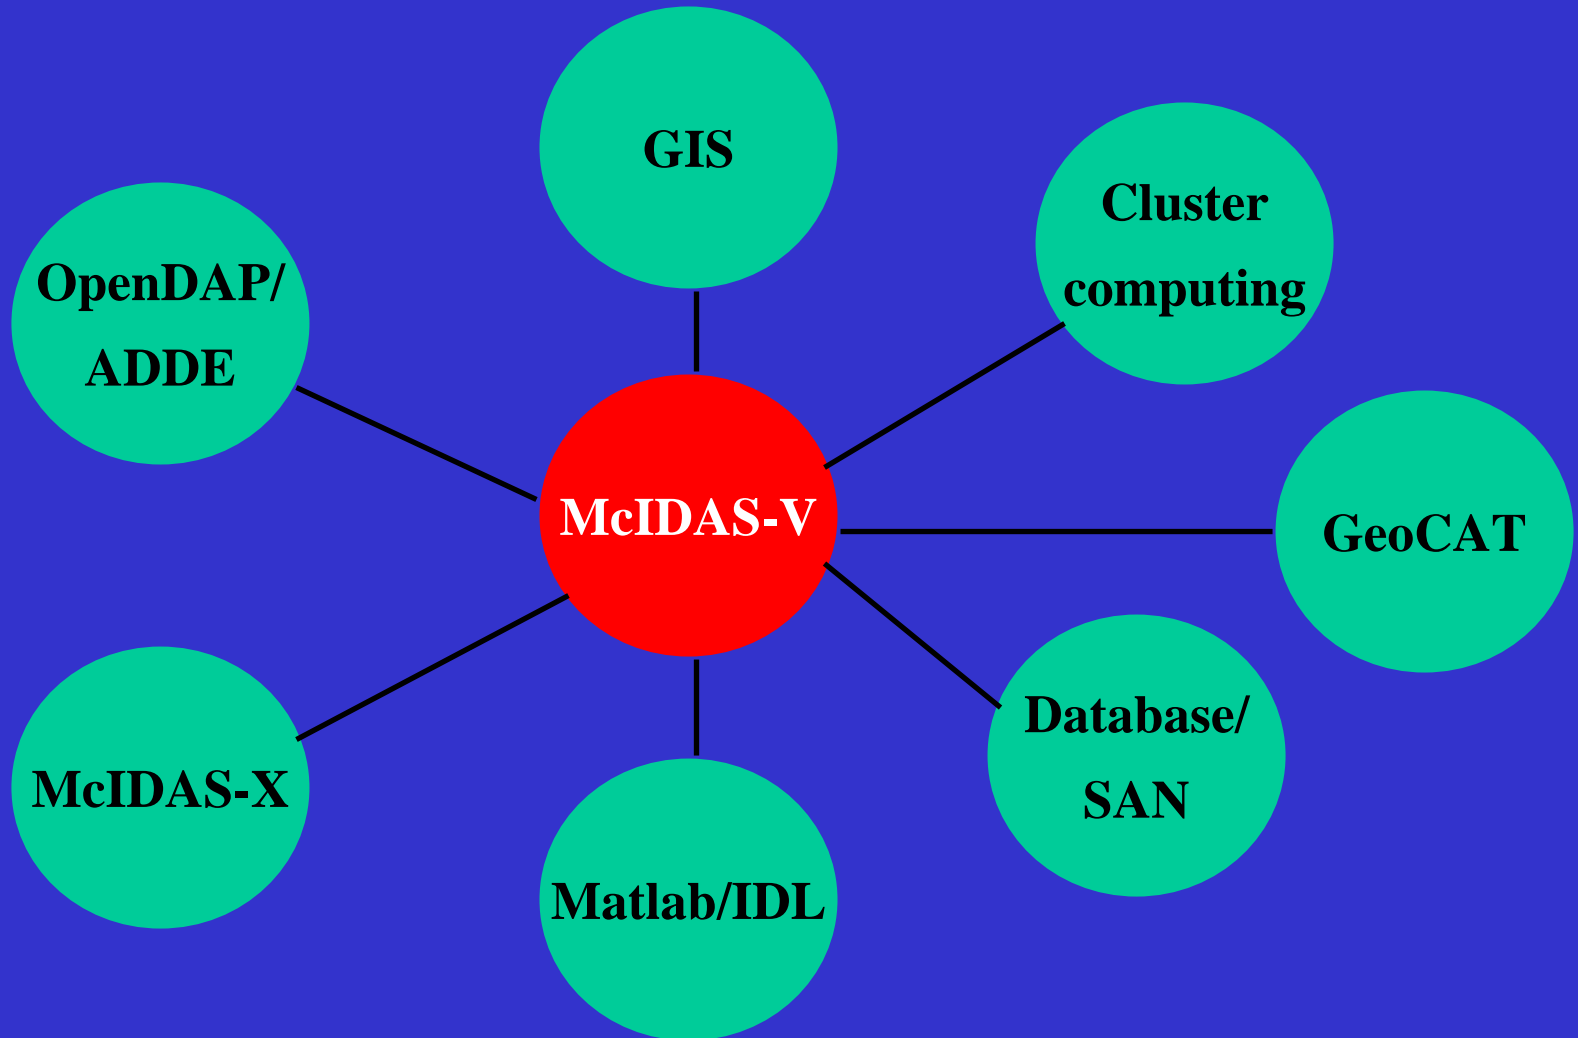 GIS
Cluster
computing
OpenDAP/
ADDE
McIDAS-V
GeoCAT
Database/
SAN
McIDAS-X
Matlab/IDL